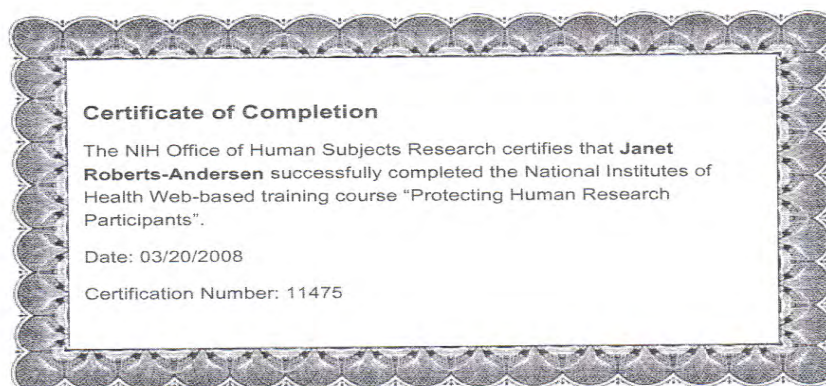 Certificate of Completion
The NIH Office of Human Subjects Research certifies that Janet
Roberts-Andersen successfully completed the National Institutes of
Health Web-based training course “Protecting Human Research
Participants”.
Date: 03/20/2008
Certification Number: 11475